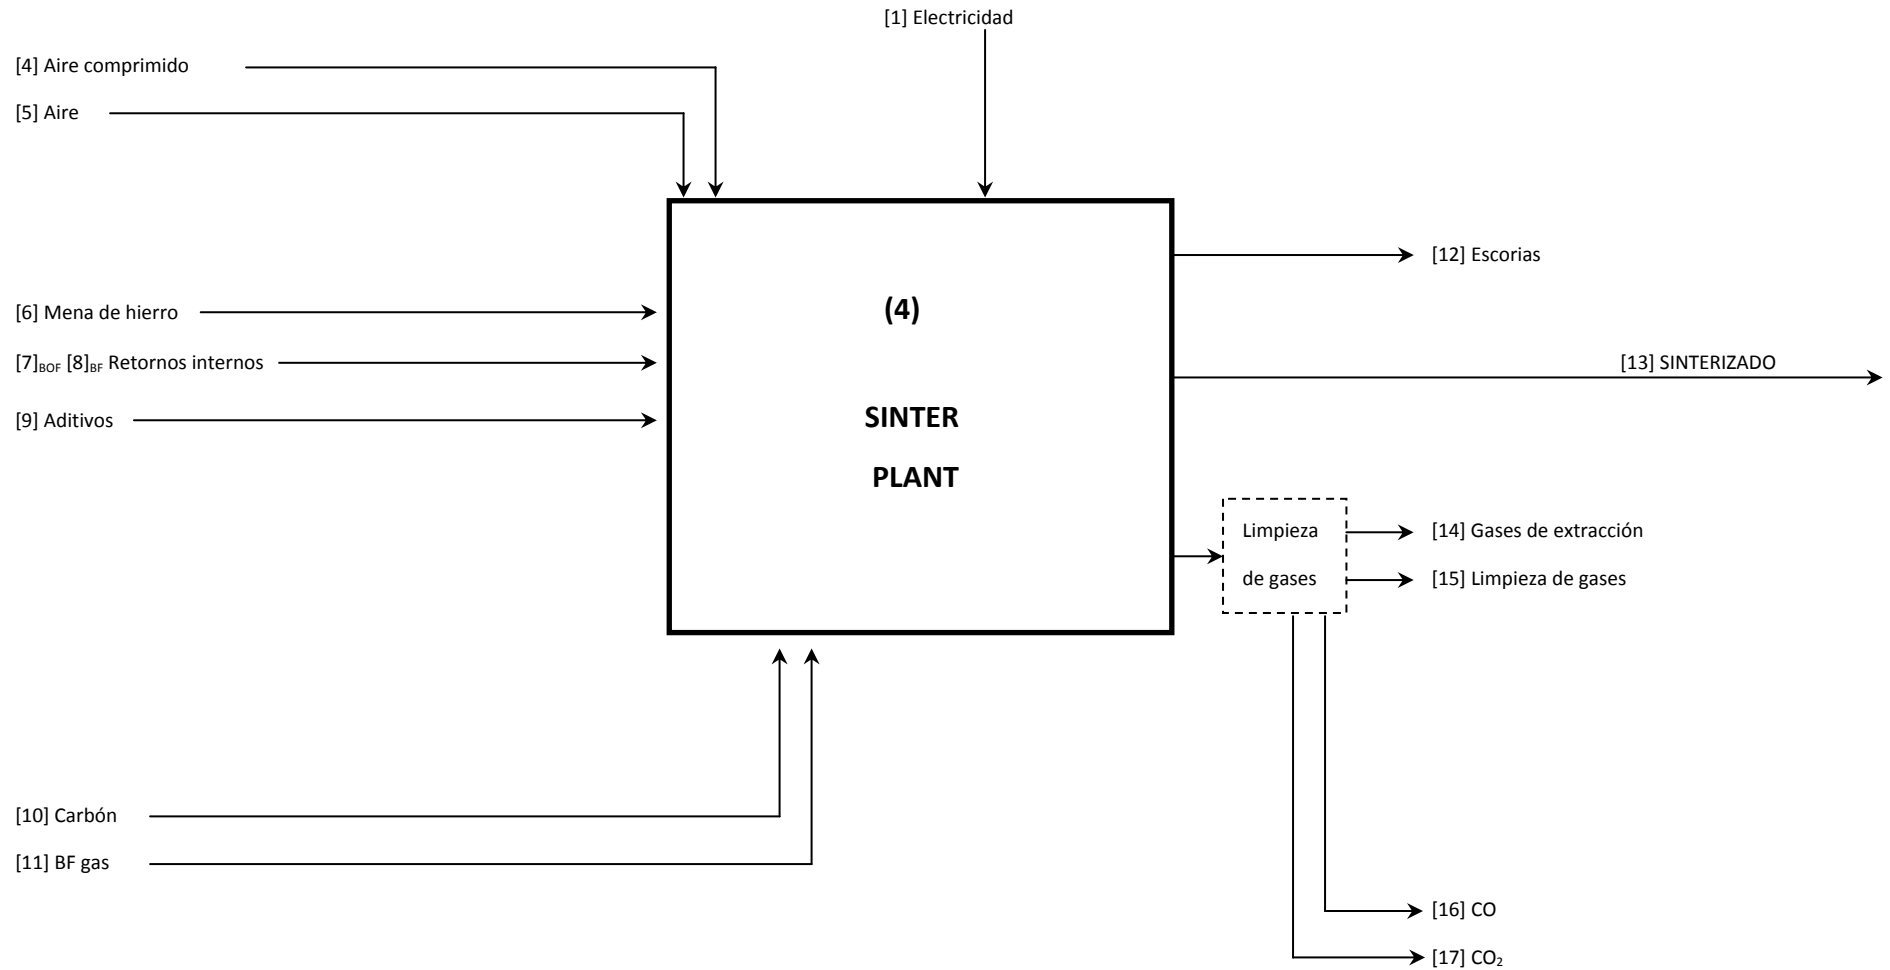 [1] Electricidad
[4] Aire comprimido
[5] Aire
[12] Escorias
(4)
[6] Mena de hierro
[7]BOF [8]BF Retornos internos
[13] SINTERIZADO
[9] Aditivos
SINTER
PLANT
Limpieza
de gases
[14] Gases de extracción
[15] Limpieza de gases
[10] Carbón
[11] BF gas
[16] CO
[17] CO₂